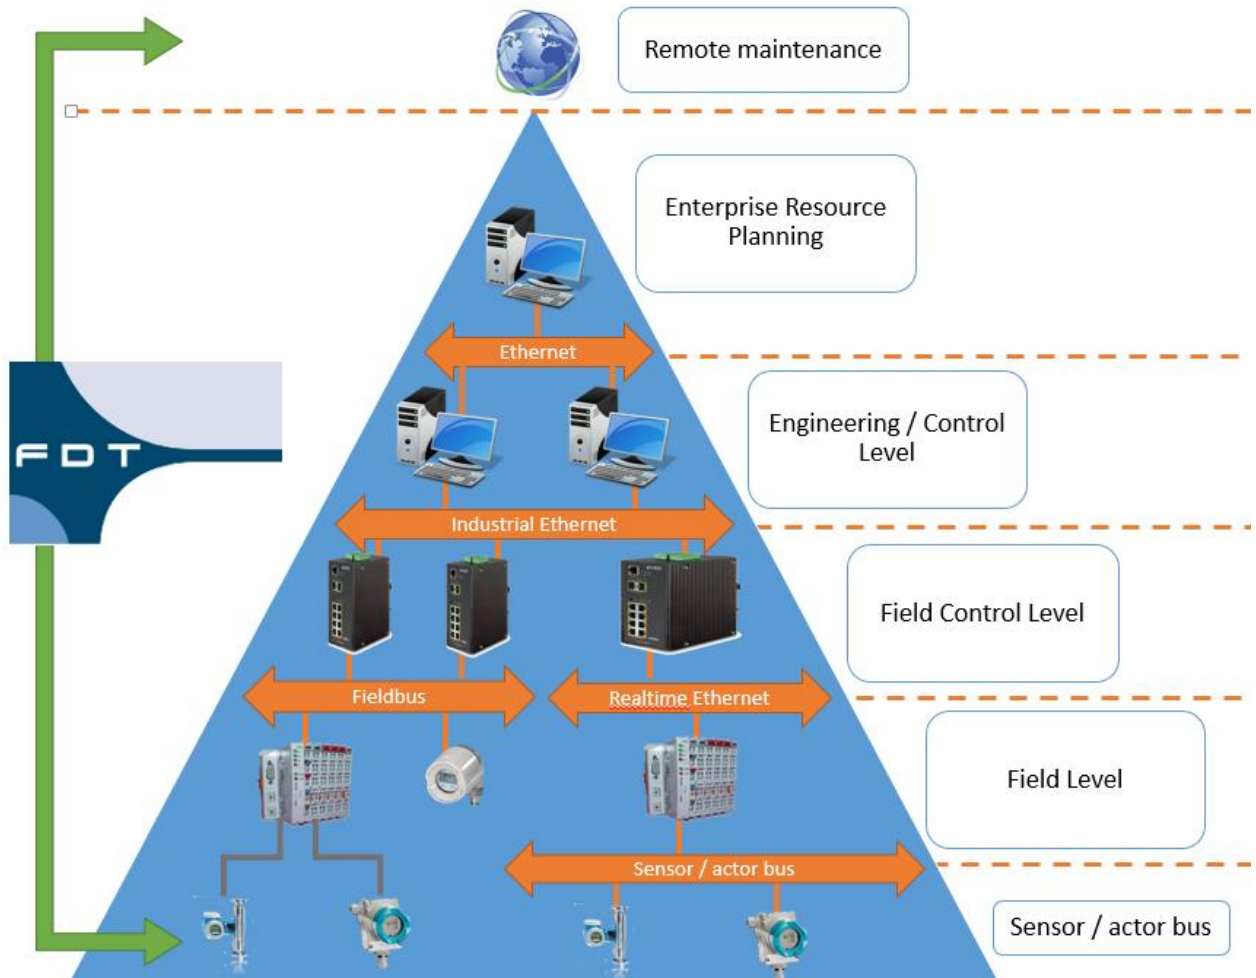 Remote maintenance
Enterprise Resource
Planning
Ethernet
Engineering / Control
Level
FDT
Industrial Ethernet
Field Control Level
Fieldbus
Realtime Ethernet
Field Level
Sensor / actor bus
Sensor / actor bus